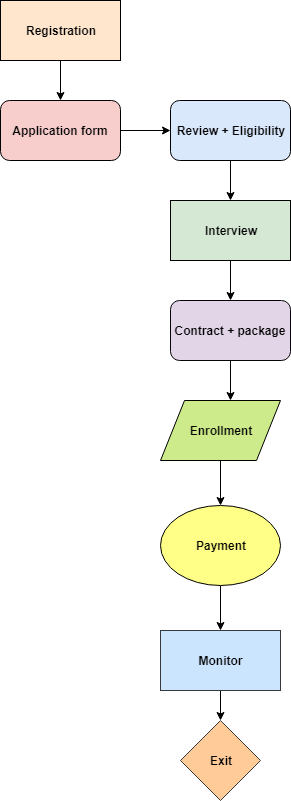 Registration
Application form
Review + Eligibility
Interview
Contract + package
Enrollment
Payment
Monitor
Exit